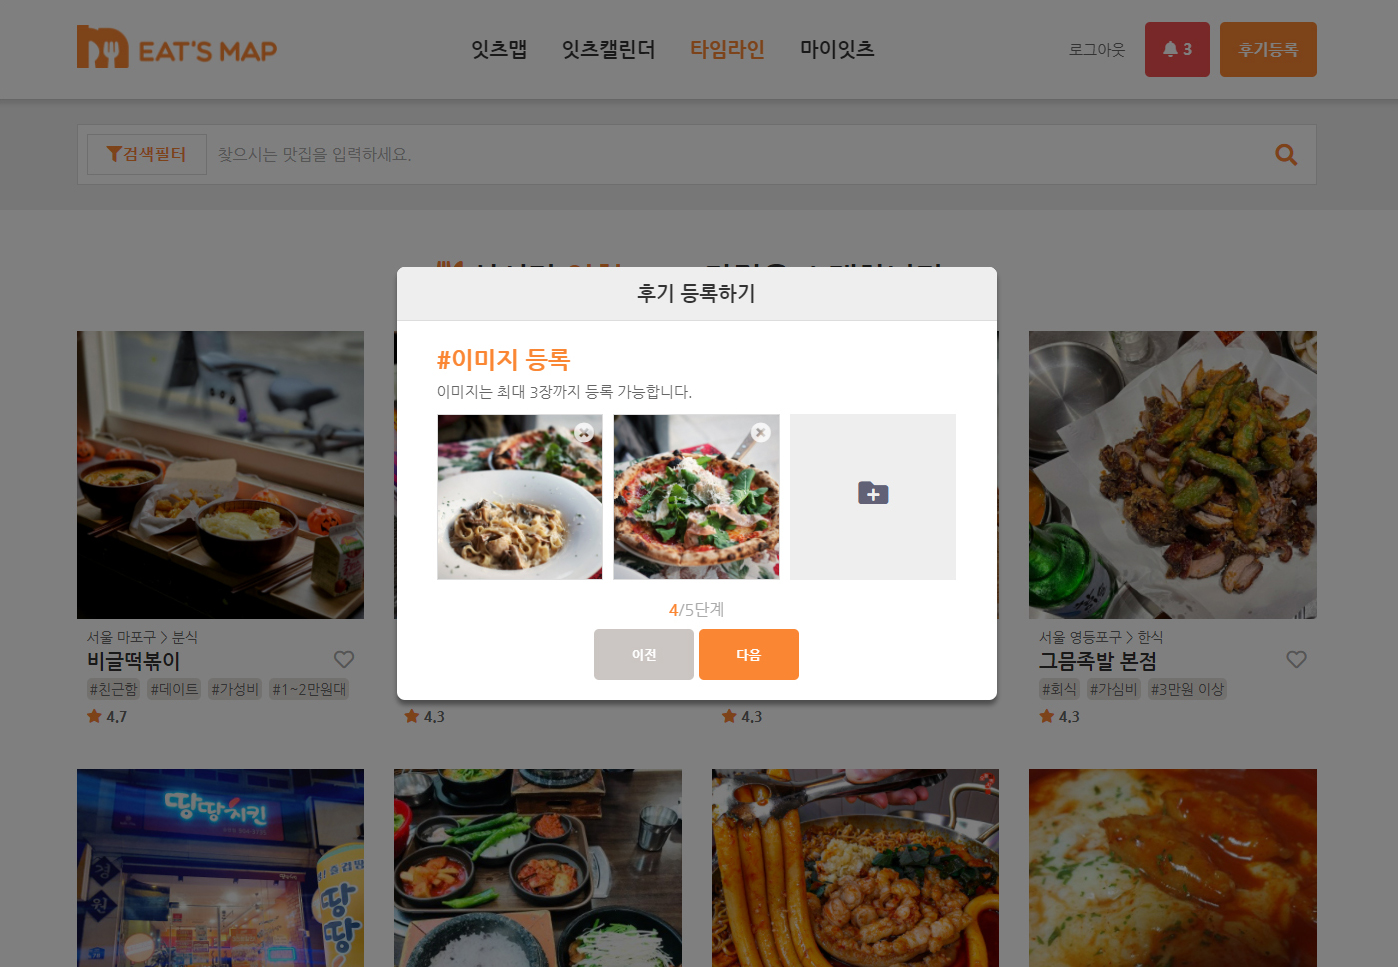 EAT'S MAP
잇츠맵 잇츠캘린더 타임라인 마이잇츠
로그아웃 3 후기등록
검색필터 찾으시는 맛집을 입력하세요.
후기 등록하기
#이미지 등록
이미지는 최대 3장까지 등록 가능합니다.
4/5단계
이전 다음
서울 마포구 > 분식
비글떡볶이
#친근함 #데이트 #가성비 #1~2만원대
4.7
4.3
4.3
서울 영등포구 > 한식
그믐족발 본점
#회식 #가심비 #3만원 이상
4.3
땅땅치킨
땅땅